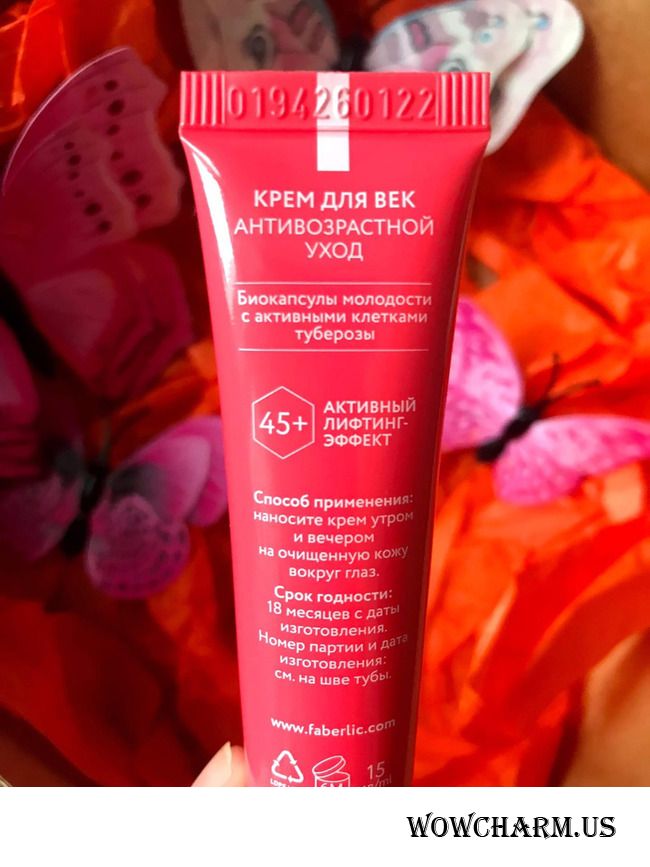 0194260122
КРЕМ ДЛЯ ВЕК
АНТИВОЗРАСТНОЙ
УХОД
Биокапсулы молодости
с активными клетками
туберозы
45+
АКТИВНЫЙ
ЛИФТИНГ-
ЭФФЕКТ
Способ применения:
наносите крем утром
и вечером
на очищенную кожу
вокруг глаз.
Срок годности:
18 месяцев с даты
изготовления.
Номер партии и дата
изготовления:
см. на шве тубы.
www.faberlic.com
15
WOWCHARM.US